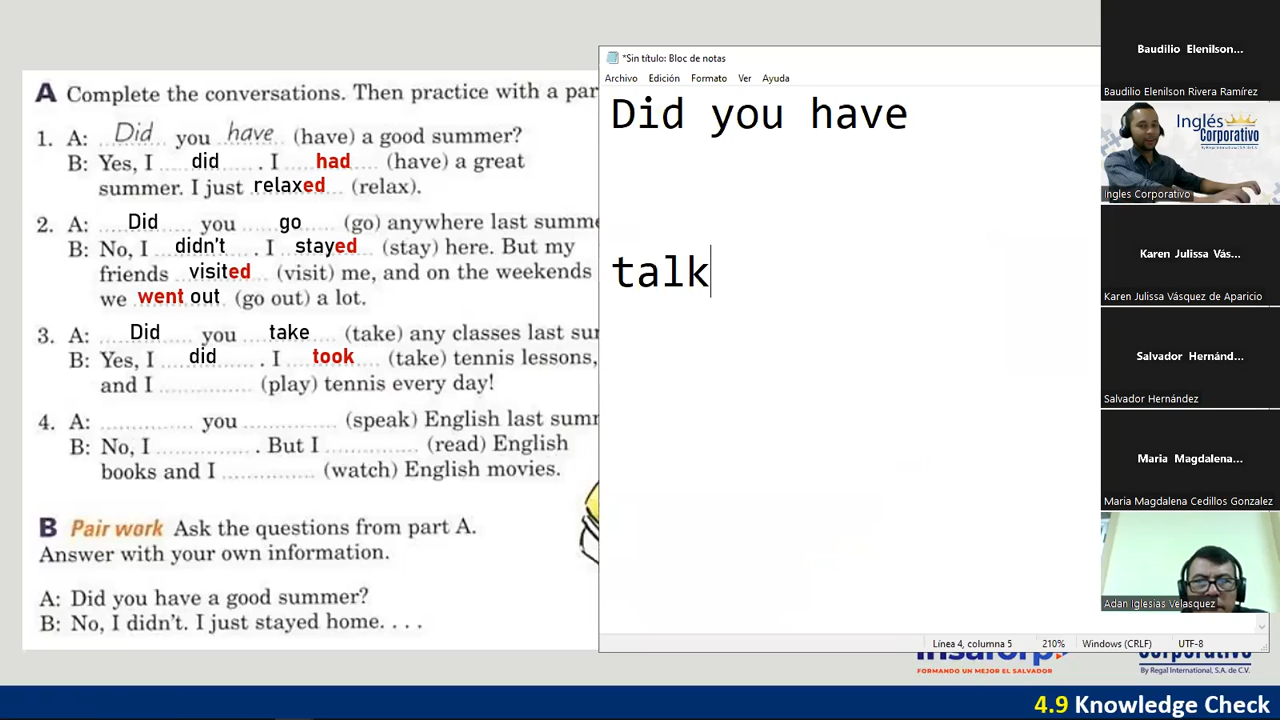 A Complete the conversations. Then practice with a par
1. A: Did you have (have) a good summer?
B: Yes, I did . I had (have) a great
summer. I just relaxed (relax).
2. A: Did you go (go) anywhere last summe
B: No, I didn't . I stayed (stay) here. But my
friends visited (visit) me, and on the weekends
we went out (go out) a lot.
3. A: Did you take (take) any classes last su
B: Yes, I did . I took (take) tennis lessons,
and I (play) tennis every day!
4. A: you (speak) English last sum
B: No, I . But I (read) English
books and I (watch) English movies.
B Pair work Ask the questions from part A.
Answer with your own information.
A: Did you have a good summer?
B: No, I didn't. I just stayed home. . . .
*Sin título: Bloc de notas
Archivo Edición Formato Ver Ayuda
Did you have
talk
Línea 4, columna 5 210% Windows (CRLF) UTF-8
FORMANDO UN MEJOR EL SALVADOR
Corporativo
By Regal International, S.A. de C.V.
4.9 Knowledge Check
Baudilio Elenilson...
Baudilio Elenilson Rivera Ramírez
Inglés
Corporativo
By Regal International, S.A. de C.V.
Ingles Corporativo
Karen Julissa Vás...
Karen Julissa Vásquez de Aparicio
Salvador Hernánd...
Salvador Hernández
Maria Magdalena...
Maria Magdalena Cedillos Gonzalez
Adan Iglesias Velasquez